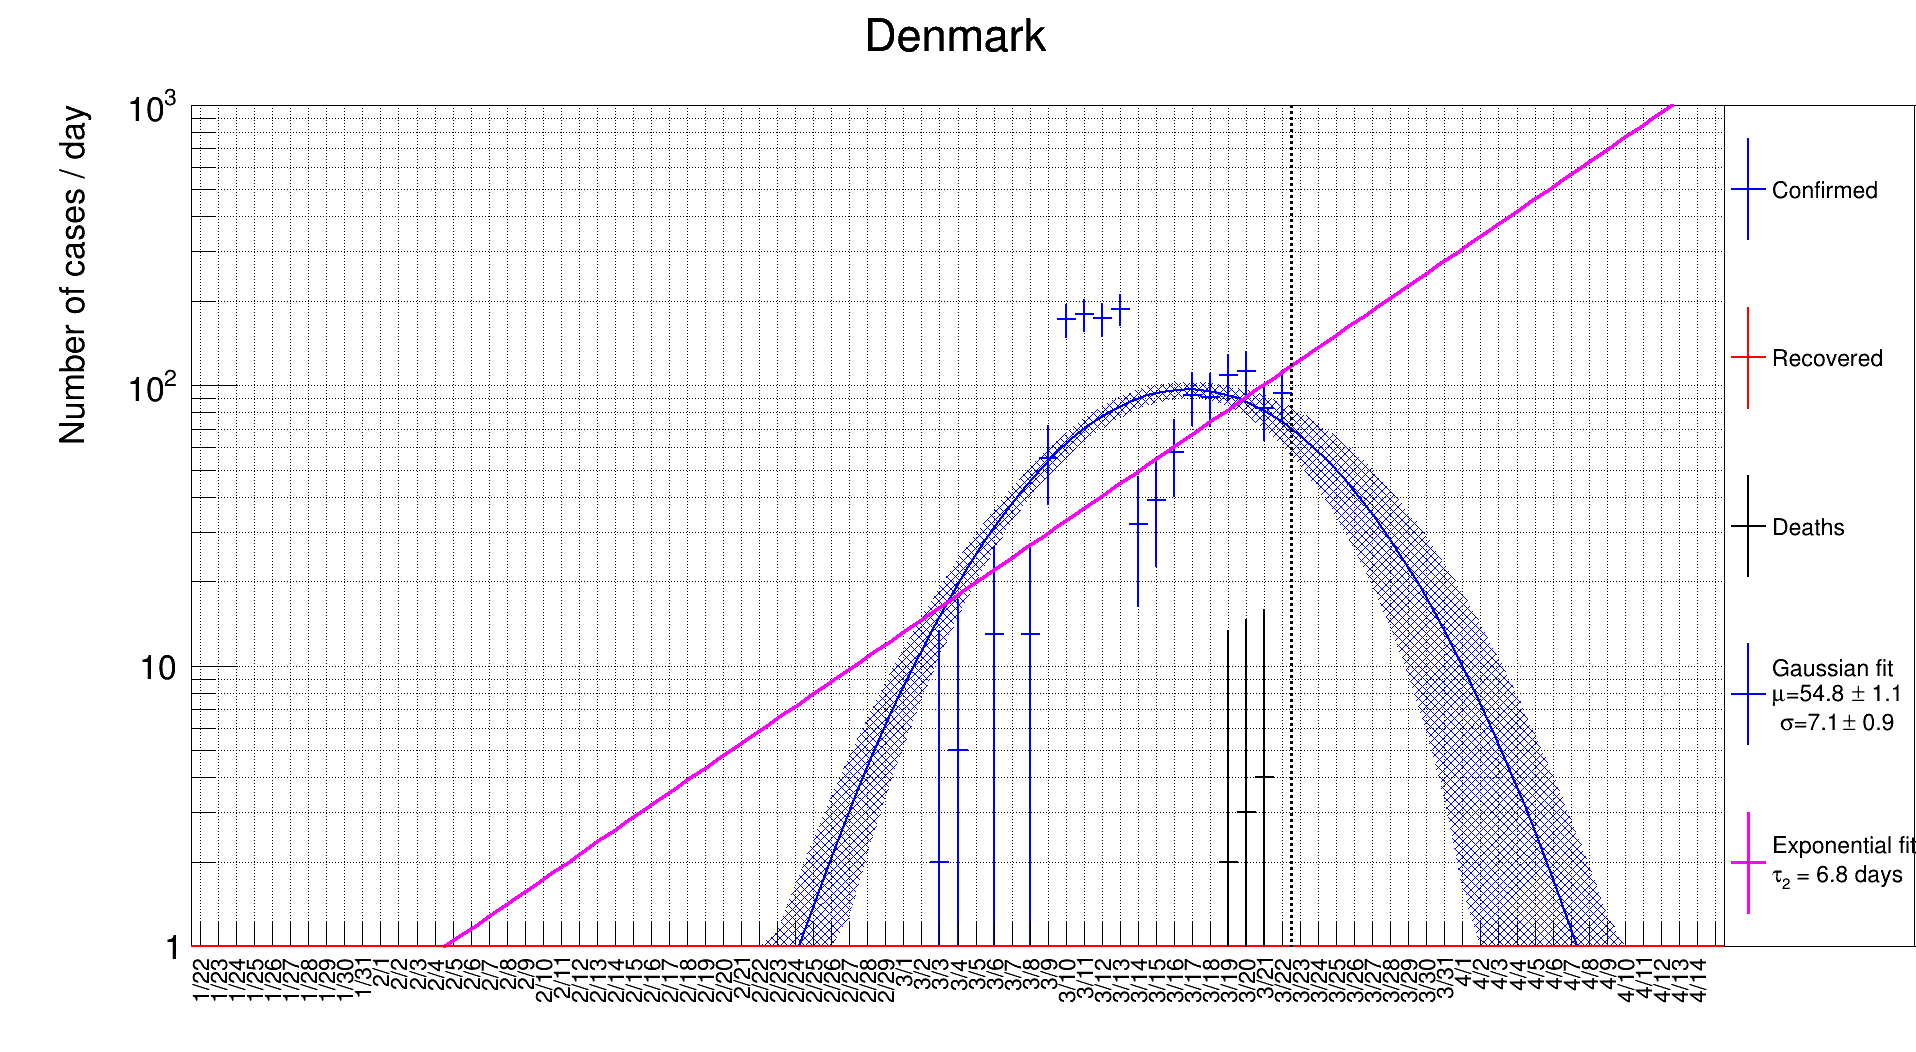 Denmark
Number of cases / day
10³
10²
10
1
1/22 1/23 1/24 1/25 1/26 1/27 1/28 1/29 1/30 1/31 2/1 2/2 2/3 2/4 2/5 2/6 2/7 2/8 2/9 2/10 2/11 2/12 2/13 2/14 2/15 2/16 2/17 2/18 2/19 2/20 2/21 2/22 2/23 2/24 2/25 2/26 2/27 2/28 2/29 3/1 3/2 3/3 3/4 3/5 3/6 3/7 3/8 3/9 3/10 3/11 3/12 3/13 3/14 3/15 3/16 3/17 3/18 3/19 3/20 3/21 3/22 3/23 3/24 3/25 3/26 3/27 3/28 3/29 3/30 3/31 4/1 4/2 4/3 4/4 4/5 4/6 4/7 4/8 4/9 4/10 4/11 4/12 4/13 4/14
Confirmed
Recovered
Deaths
Gaussian fit
μ=54.8 ± 1.1
σ=7.1 ± 0.9
Exponential fit
τ₂ = 6.8 days